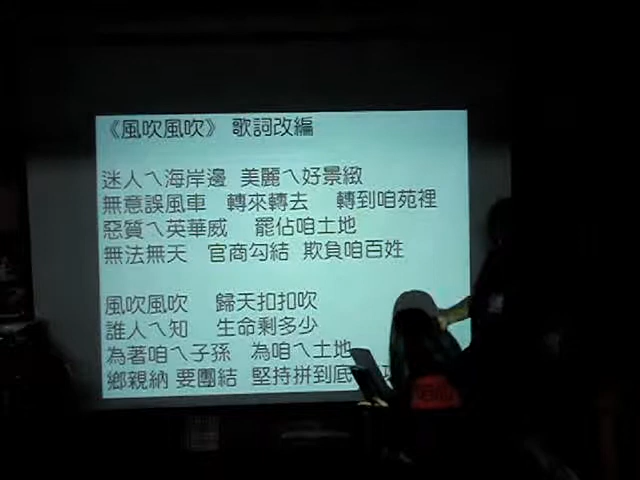 《風吹風吹》 歌詞改編
迷人ㄟ海岸邊 美麗ㄟ好景緻
無意誤風車 轉來轉去 轉到咱苑裡
惡質ㄟ英華威 罷佔咱土地
無法無天 官商勾結 欺負咱百姓
風吹風吹 歸天扣扣吹
誰人ㄟ知 生命剩多少
為著咱ㄟ子孫 為咱ㄟ土地
鄉親納 要團結 堅持拼到底